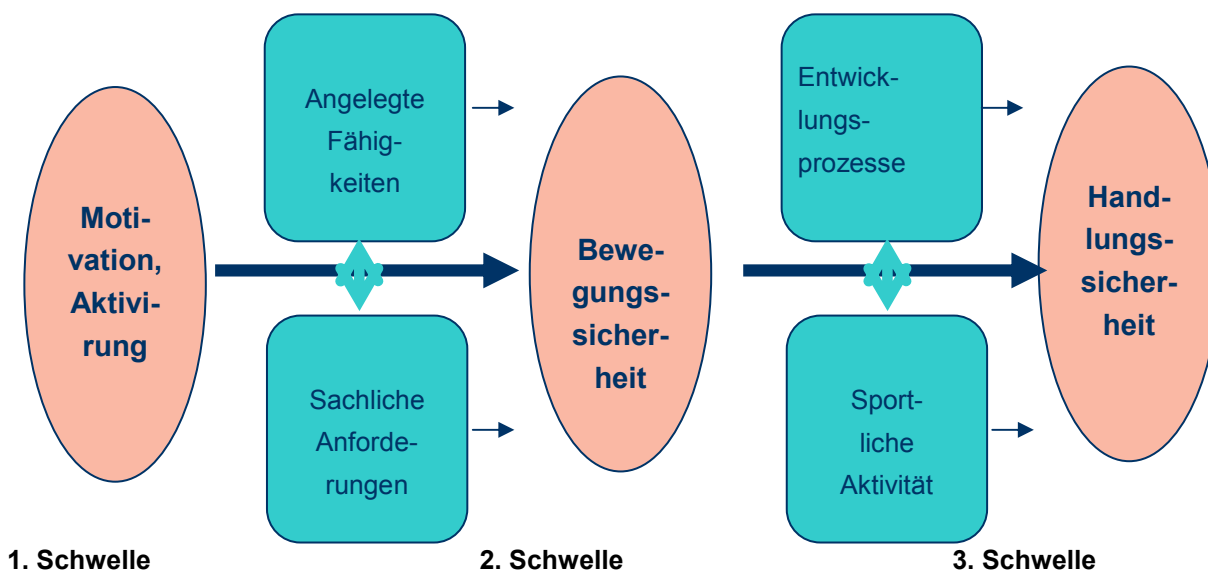 Moti-
vation,
Aktivi-
rung
Angelegte
Fähig-
keiten
Sachliche
Anforde-
rungen
Bewe-
gungs-
sicher-
heit
Entwick-
lungs-
prozesse
Sport-
liche
Aktivität
Hand-
lungs-
sicher-
heit
1. Schwelle
2. Schwelle
3. Schwelle